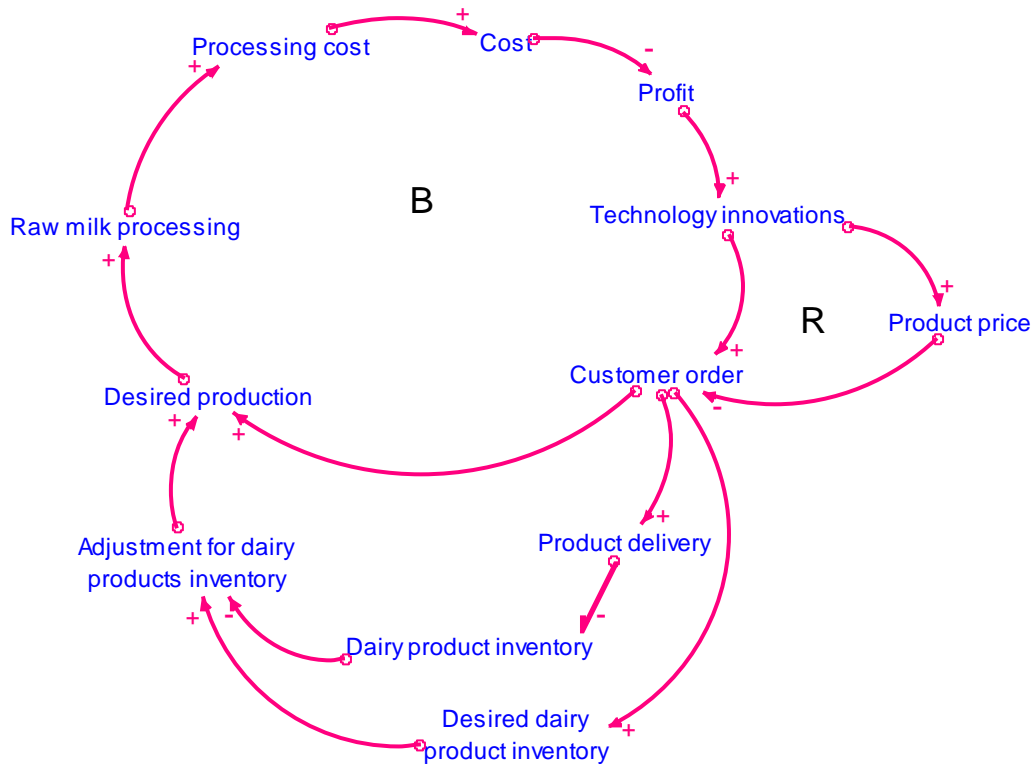 +
Processing cost
Cost
+
-
Profit
B
+
Raw milk processing
+
Technology innovations
+
R
Product price
+
Customer order
-
Desired production
+
+
+
Product delivery
Adjustment for dairy
products inventory
+
-
-
Dairy product inventory
Desired dairy
product inventory
+